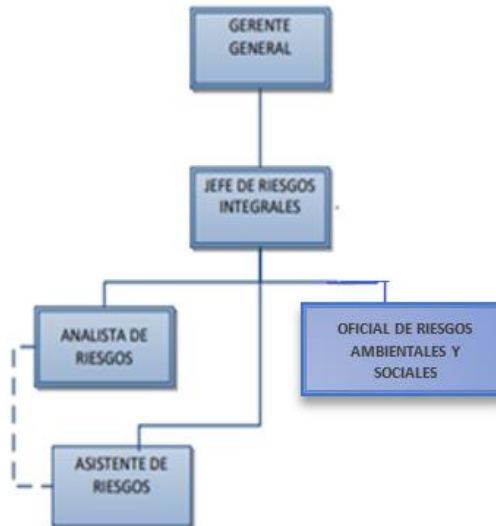 GERENTE
GENERAL
JEFE DE RIESGOS
INTEGRALES
ANALISTA DE
RIESGOS
OFICIAL DE RIESGOS
AMBIENTALES Y
SOCIALES
ASISTENTE DE
RIESGOS